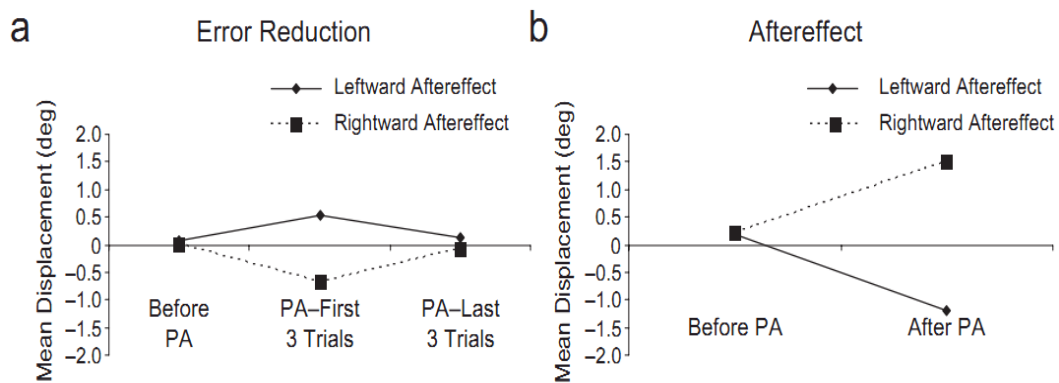 a
Error Reduction
Leftward Aftereffect
Rightward Aftereffect
Mean Displacement (deg)
2.0
1.5
1.0
0.5
0
–0.5
–1.0
–1.5
–2.0
Before
PA
PA–First
3 Trials
PA–Last
3 Trials
b
Aftereffect
Leftward Aftereffect
Rightward Aftereffect
Mean Displacement (deg)
2.0
1.5
1.0
0.5
0
–0.5
–1.0
–1.5
–2.0
Before PA
After PA